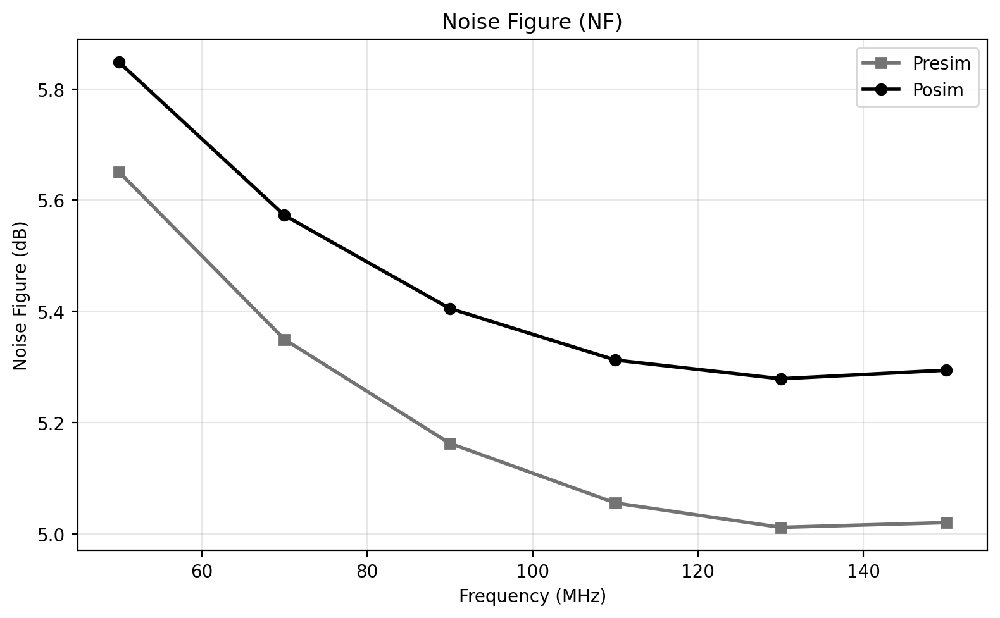 Noise Figure (NF)
Presim
Posim
Noise Figure (dB)
5.8
5.6
5.4
5.2
5.0
60 80 100 120 140
Frequency (MHz)